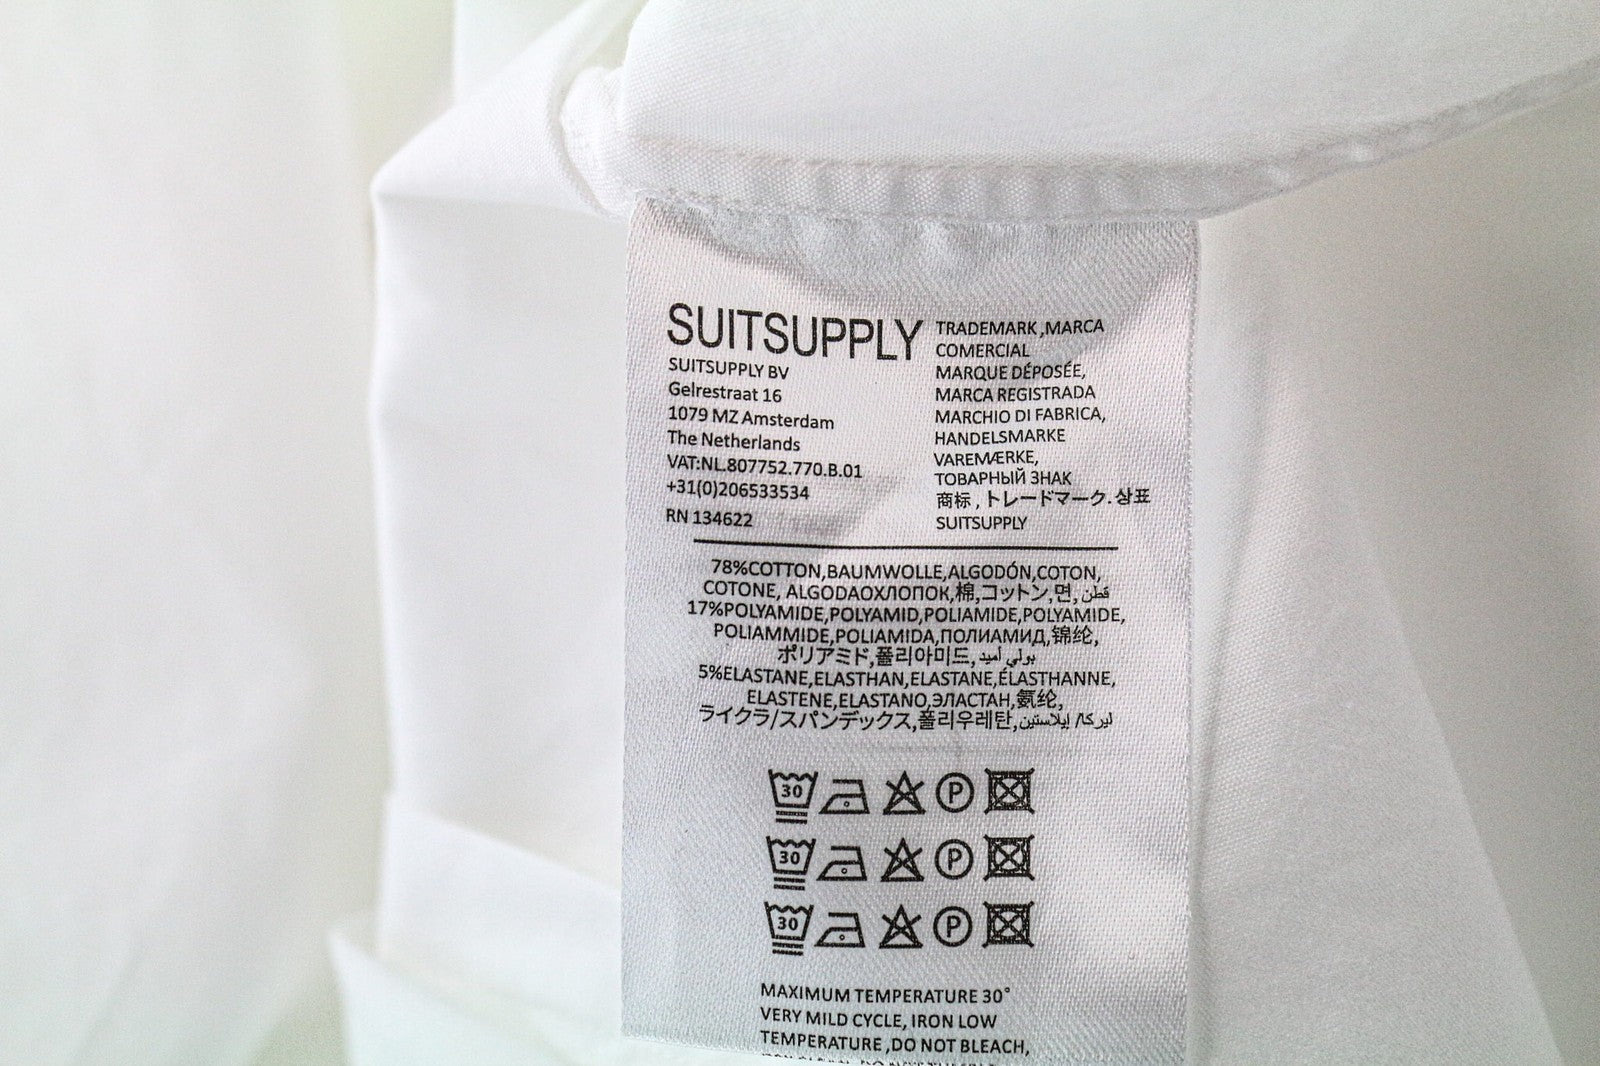 SUITSUPPLY
SUITSUPPLY BV
Gelrestraat 16
1079 MZ Amsterdam
The Netherlands
VAT:NL.807752.770.B.01
+31(0)206533534
RN 134622
TRADEMARK ,MARCA
COMERCIAL
MARQUE DÉPOSÉE,
MARCA REGISTRADA
MARCHIO DI FABRICA,
HANDELSMARKE
VAREMÆRKE,
ТОВАРНЫЙ ЗНАК
商标 , トレードマーク. 상표
SUITSUPPLY
78%COTTON,BAUMWOLLE,ALGODÓN,COTON,
COTONE, ALGODAOХЛОПОК,棉,コットン,면, قطن
17%POLYAMIDE,POLYAMID,POLIAMIDE,POLYAMIDE,
POLIAMMIDE,POLIAMIDA,ПОЛИАМИД,锦纶,
ポリアミド,폴리아미드, بولي أميد
5%ELASTANE,ELASTHAN,ELASTANE,ÉLASTHANNE,
ELASTENE,ELASTANO,ЭЛАСТАН,氨纶,
ライクラ/スパンデックス,폴리우레탄, ليركا/ إيلاستين
30 P
30 P
30 P
MAXIMUM TEMPERATURE 30°
VERY MILD CYCLE, IRON LOW
TEMPERATURE ,DO NOT BLEACH,